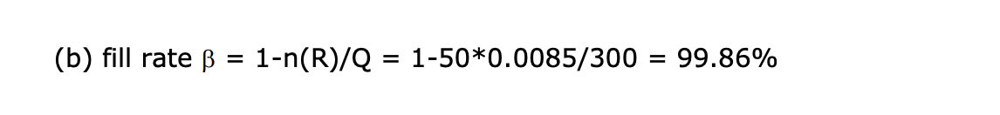 (b) fill rate β = 1-n(R)/Q = 1-50*0.0085/300 = 99.86%